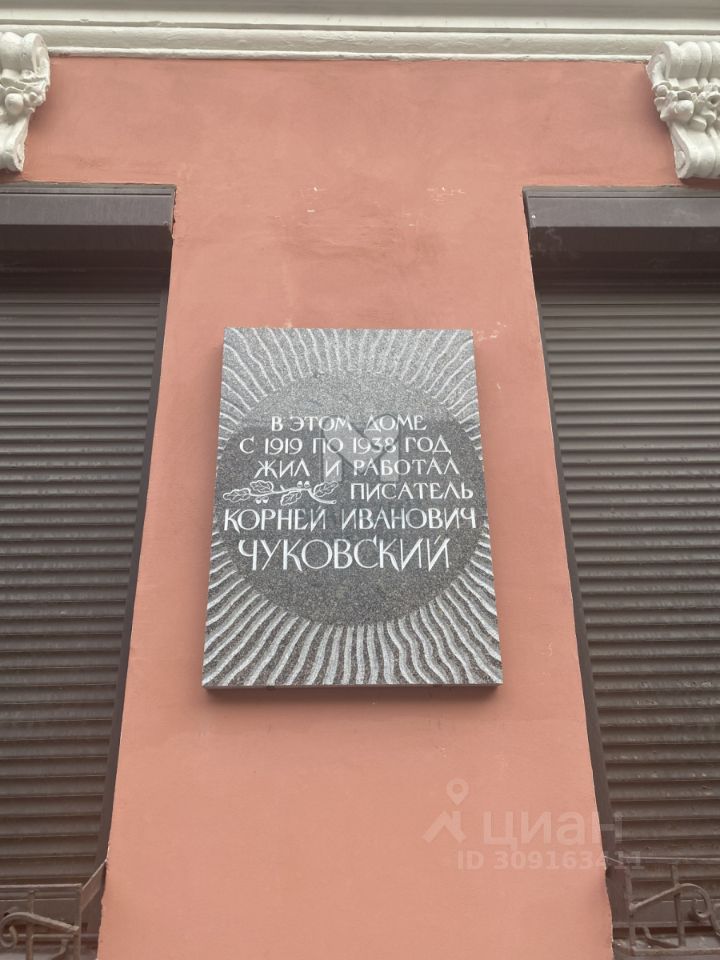 В ЭТОМ ДОМЕ
С 1919 ПО 1938 ГОД
ЖИЛ И РАБОТАЛ
ПИСАТЕЛЬ
КОРНЕЙ ИВАНОВИЧ
ЧУКОВСКИЙ
циан
ID 309163411